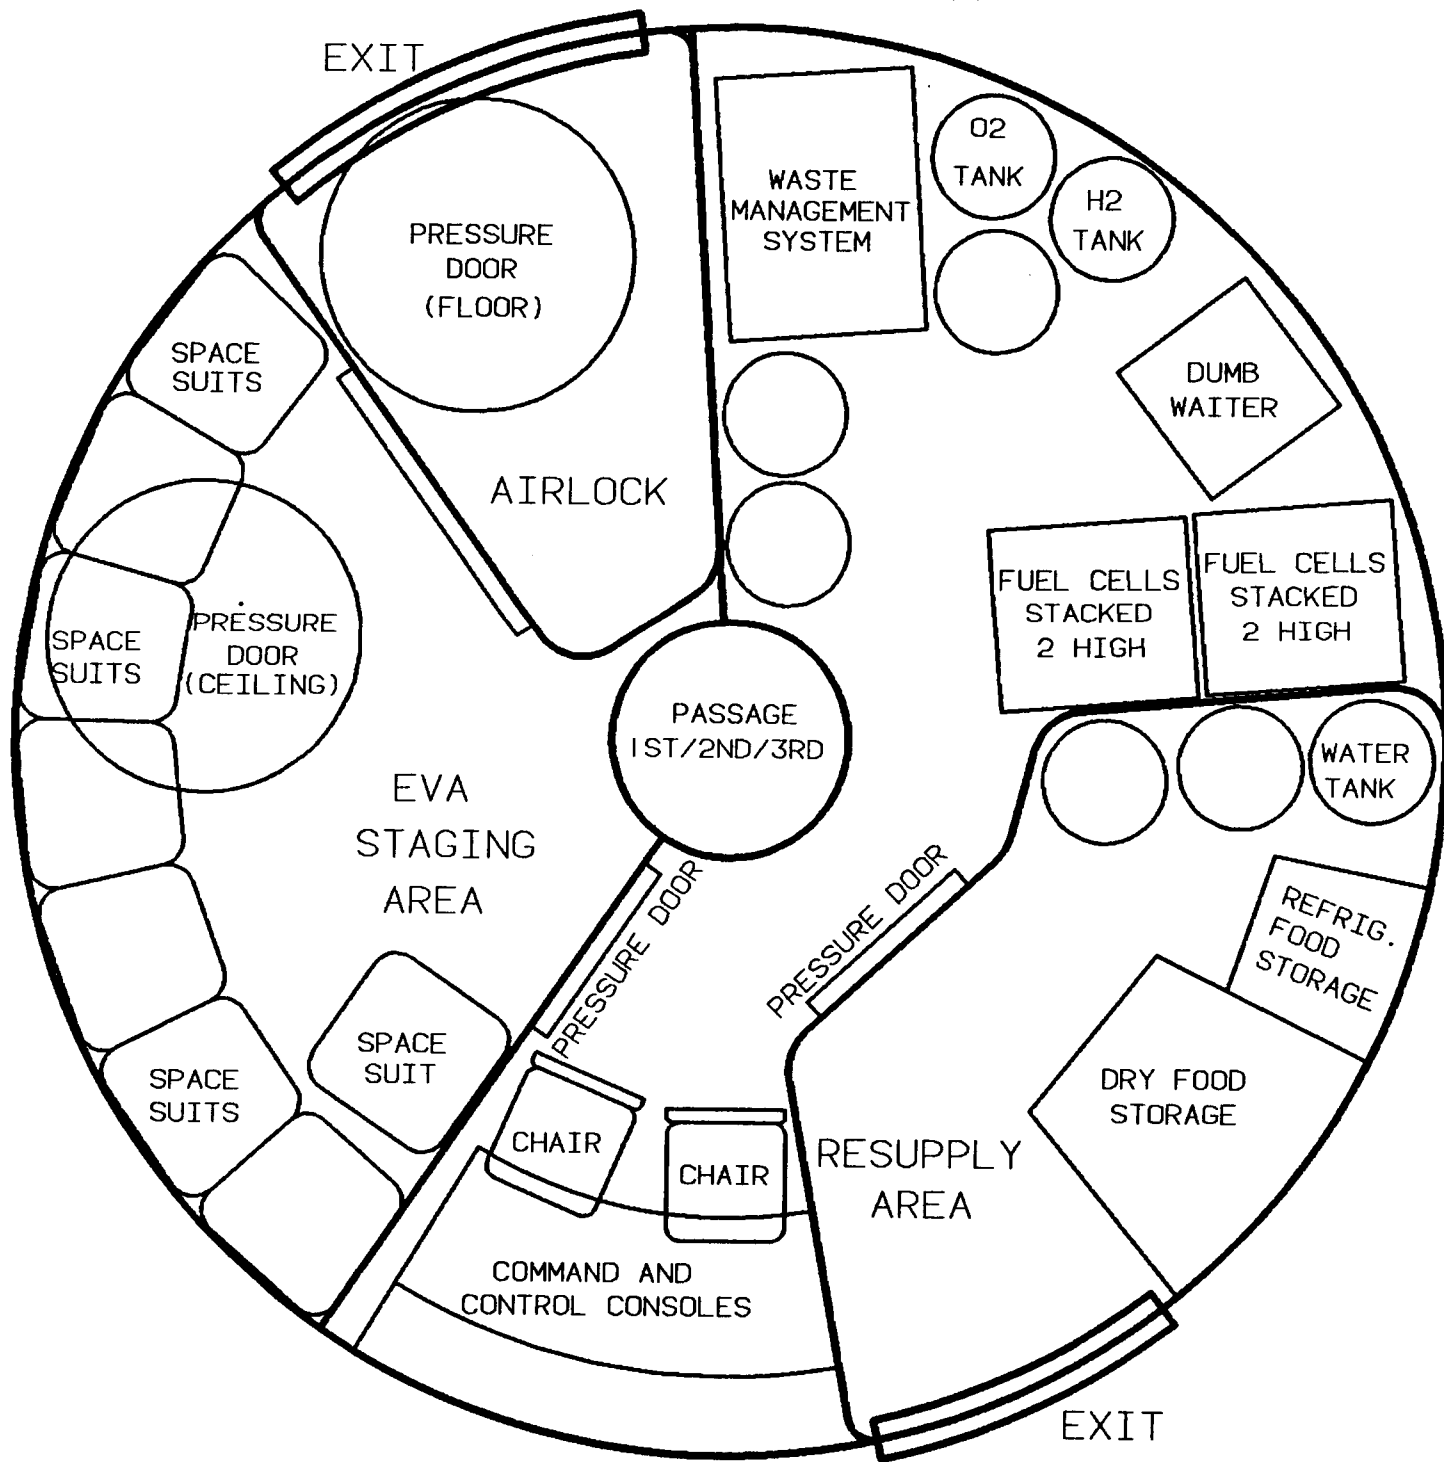 EXIT
O2
TANK
H2
TANK
WASTE
MANAGEMENT
SYSTEM
PRESSURE
DOOR
(FLOOR)
SPACE
SUITS
DUMB
WAITER
AIRLOCK
FUEL CELLS
STACKED
2 HIGH
FUEL CELLS
STACKED
2 HIGH
SPACE
SUITS
PRESSURE
DOOR
(CEILING)
PASSAGE
1ST/2ND/3RD
WATER
TANK
EVA
STAGING
AREA
PRESSURE DOOR
PRESSURE DOOR
REFRIG.
FOOD
STORAGE
SPACE
SUIT
SPACE
SUITS
DRY FOOD
STORAGE
CHAIR
CHAIR
RESUPPLY
AREA
COMMAND AND
CONTROL CONSOLES
EXIT